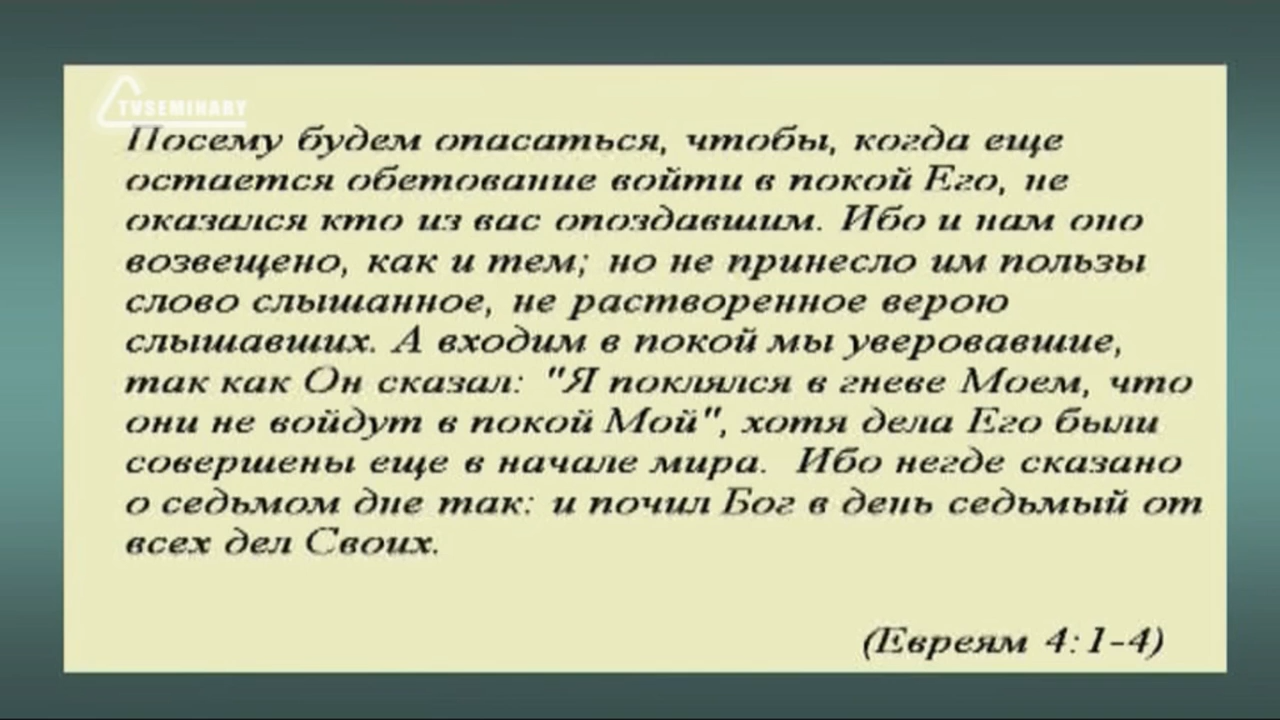 TVSEMINARY
Посему будем опасаться, чтобы, когда еще
остается обетование войти в покой Его, не
оказался кто из вас опоздавшим. Ибо и нам оно
возвещено, как и тем; но не принесло им пользы
слово слышанное, не растворенное верою
слышавших. А входим в покой мы уверовавшие,
так как Он сказал: "Я поклялся в гневе Моем, что
они не войдут в покой Мой", хотя дела Его были
совершены еще в начале мира. Ибо негде сказано
о седьмом дне так: и почил Бог в день седьмый от
всех дел Своих.
(Евреям 4:1-4)